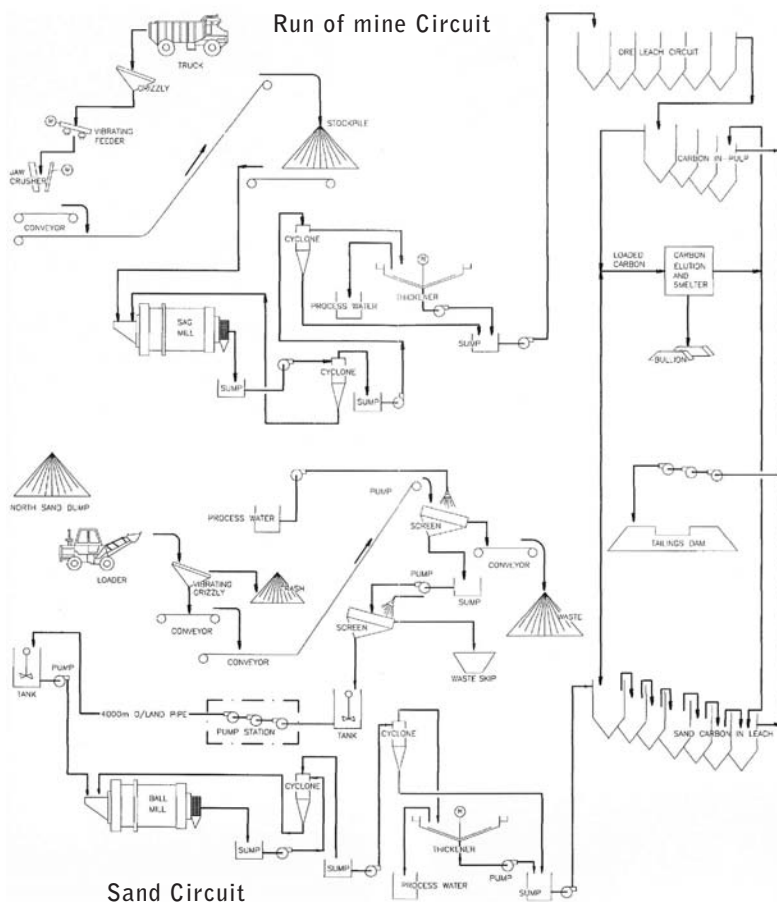 Run of mine Circuit
TRUCK
GRIZZLY
VIBRATING
FEEDER
JAW
CRUSHER
M
M
CONVEYOR
STOCKPILE
ORE LEACH CIRCUIT
CARBON IN-PULP
CYCLONE
M
THICKENER
PROCESS WATER
LOADED
CARBON
CARBON
ELUTION
AND
SMELTER
BULLION
SAG
MILL
SUMP
CYCLONE
SUMP
SUMP
NORTH SAND DUMP
LOADER
VIBRATING
GRIZZLY
TRASH
PROCESS WATER
PUMP
SCREEN
CONVEYOR
PUMP
SUMP
WASTE
SCREEN
WASTE SKIP
CONVEYOR
CONVEYOR
TAILINGS DAM
TANK
PUMP
4000m O/LAND PIPE
PUMP STATION
TANK
CYCLONE
SAND CARBON IN LEACH
BALL
MILL
CYCLONE
SUMP
SUMP
M
THICKENER
PROCESS WATER
PUMP
SUMP
Sand Circuit